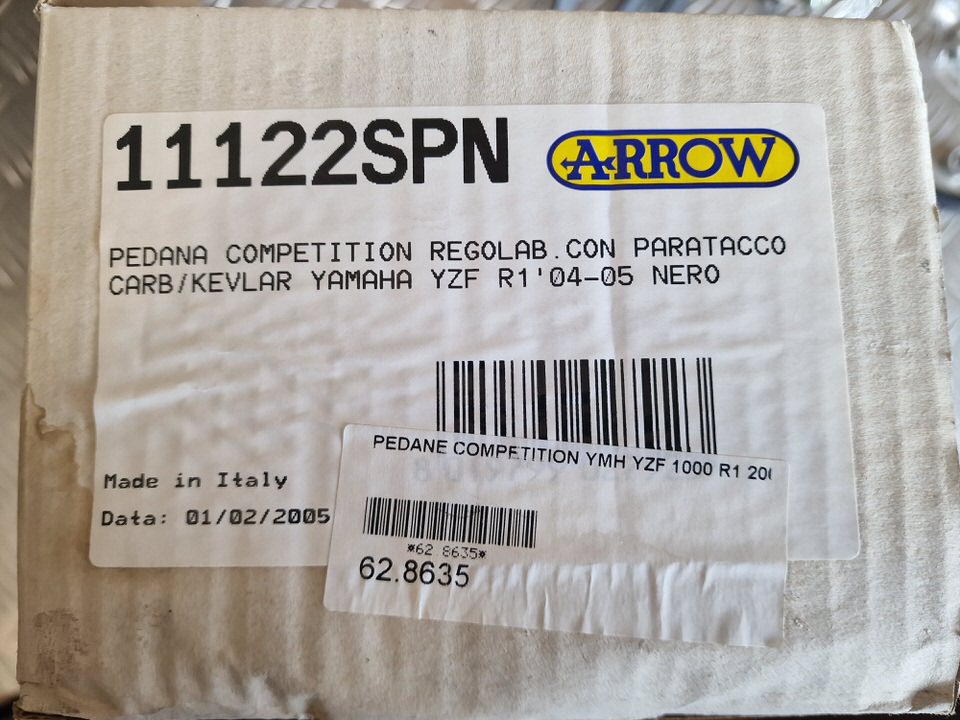 11122SPN
ARROW
PEDANA COMPETITION REGOLAB.CON PARATACCO
CARB/KEVLAR YAMAHA YZF R1'04-05 NERO
Made in Italy
Data: 01/02/2005
PEDANE COMPETITION YMH YZF 1000 R1
*62.8635*
62.8635